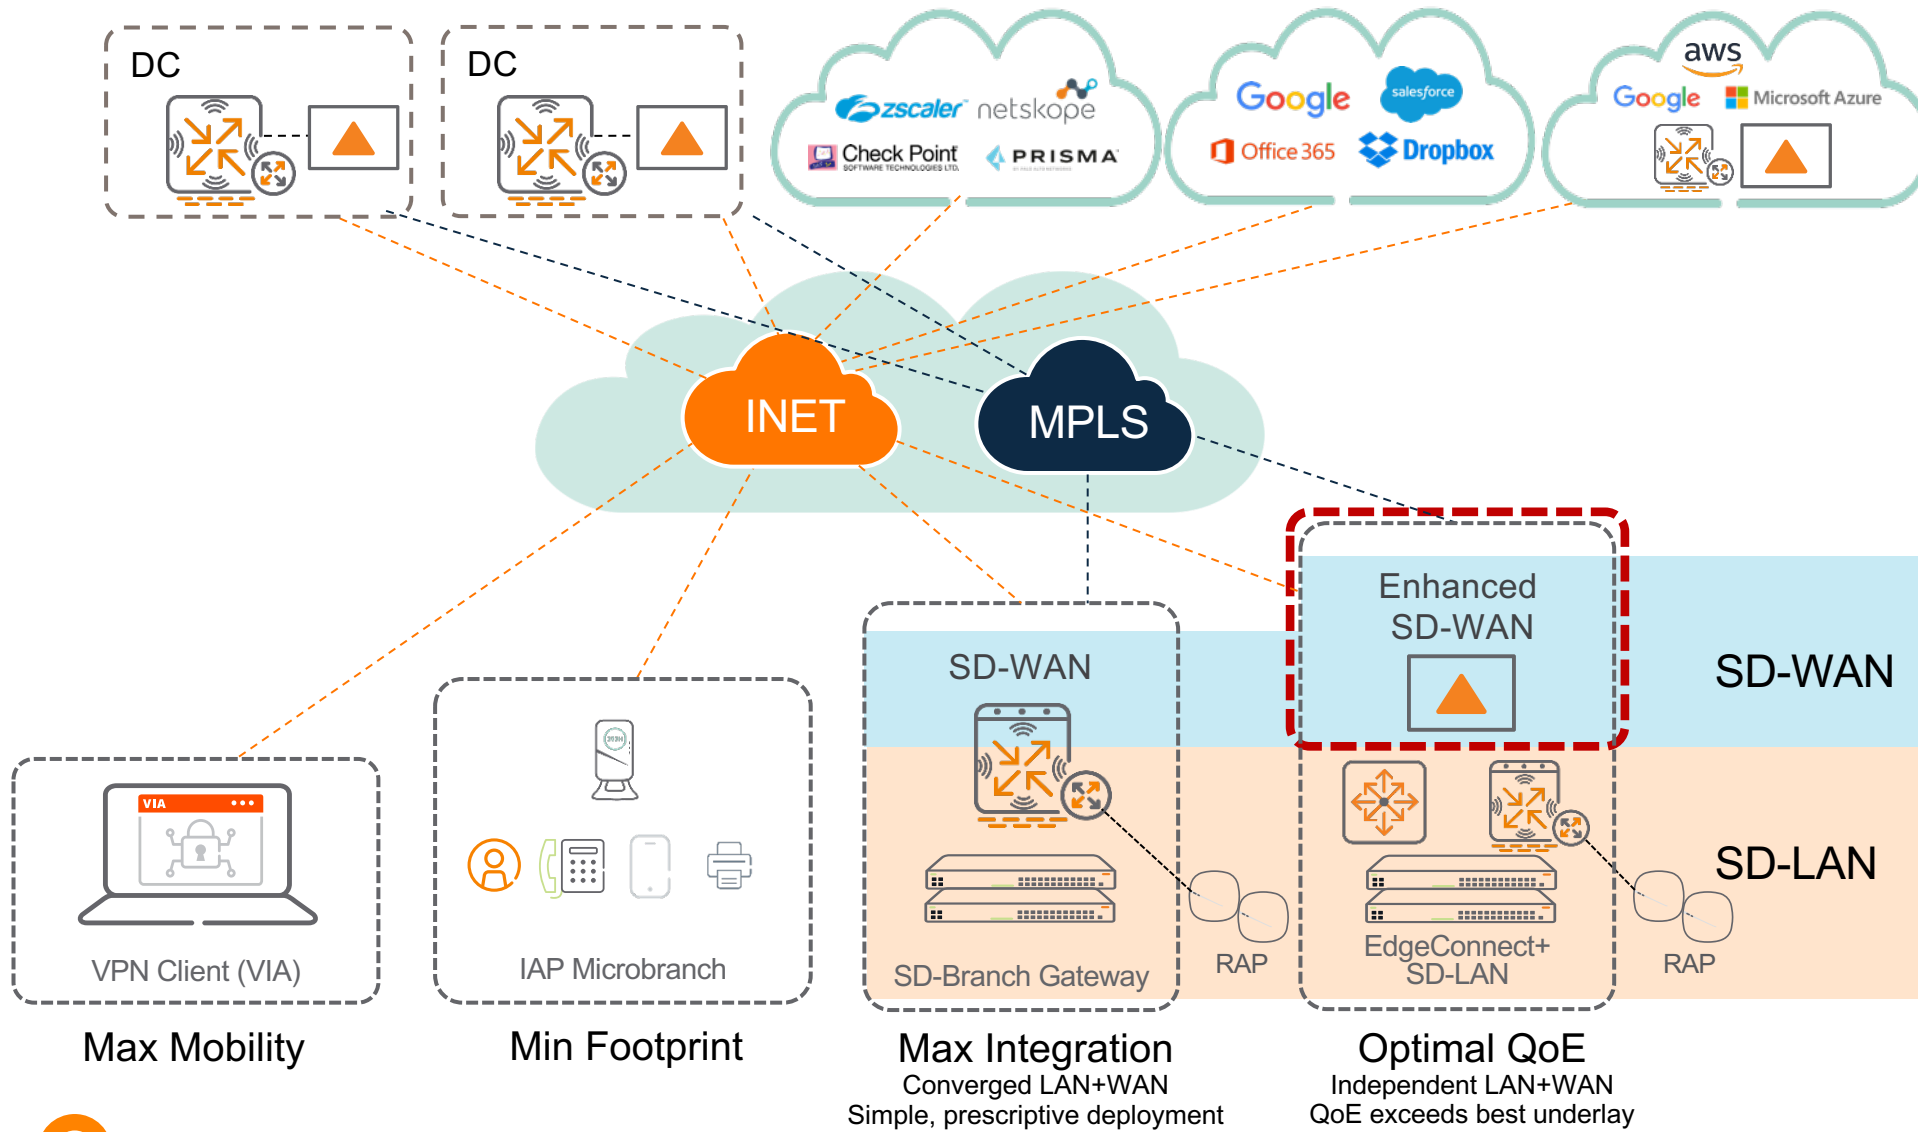 DC
DC
zscaler
netskope
Check Point
SOFTWARE TECHNOLOGIES LTD.
PRISMA
Google
salesforce
Office 365
Dropbox
aws
Google
Microsoft Azure
INET
MPLS
Enhanced
SD-WAN
SD-WAN
SD-WAN
VIA
VPN Client (VIA)
303H
IAP Microbranch
SD-Branch Gateway
RAP
EdgeConnect+
SD-LAN
RAP
SD-LAN
Max Mobility
Min Footprint
Max Integration
Converged LAN+WAN
Simple, prescriptive deployment
Optimal QoE
Independent LAN+WAN
QoE exceeds best underlay